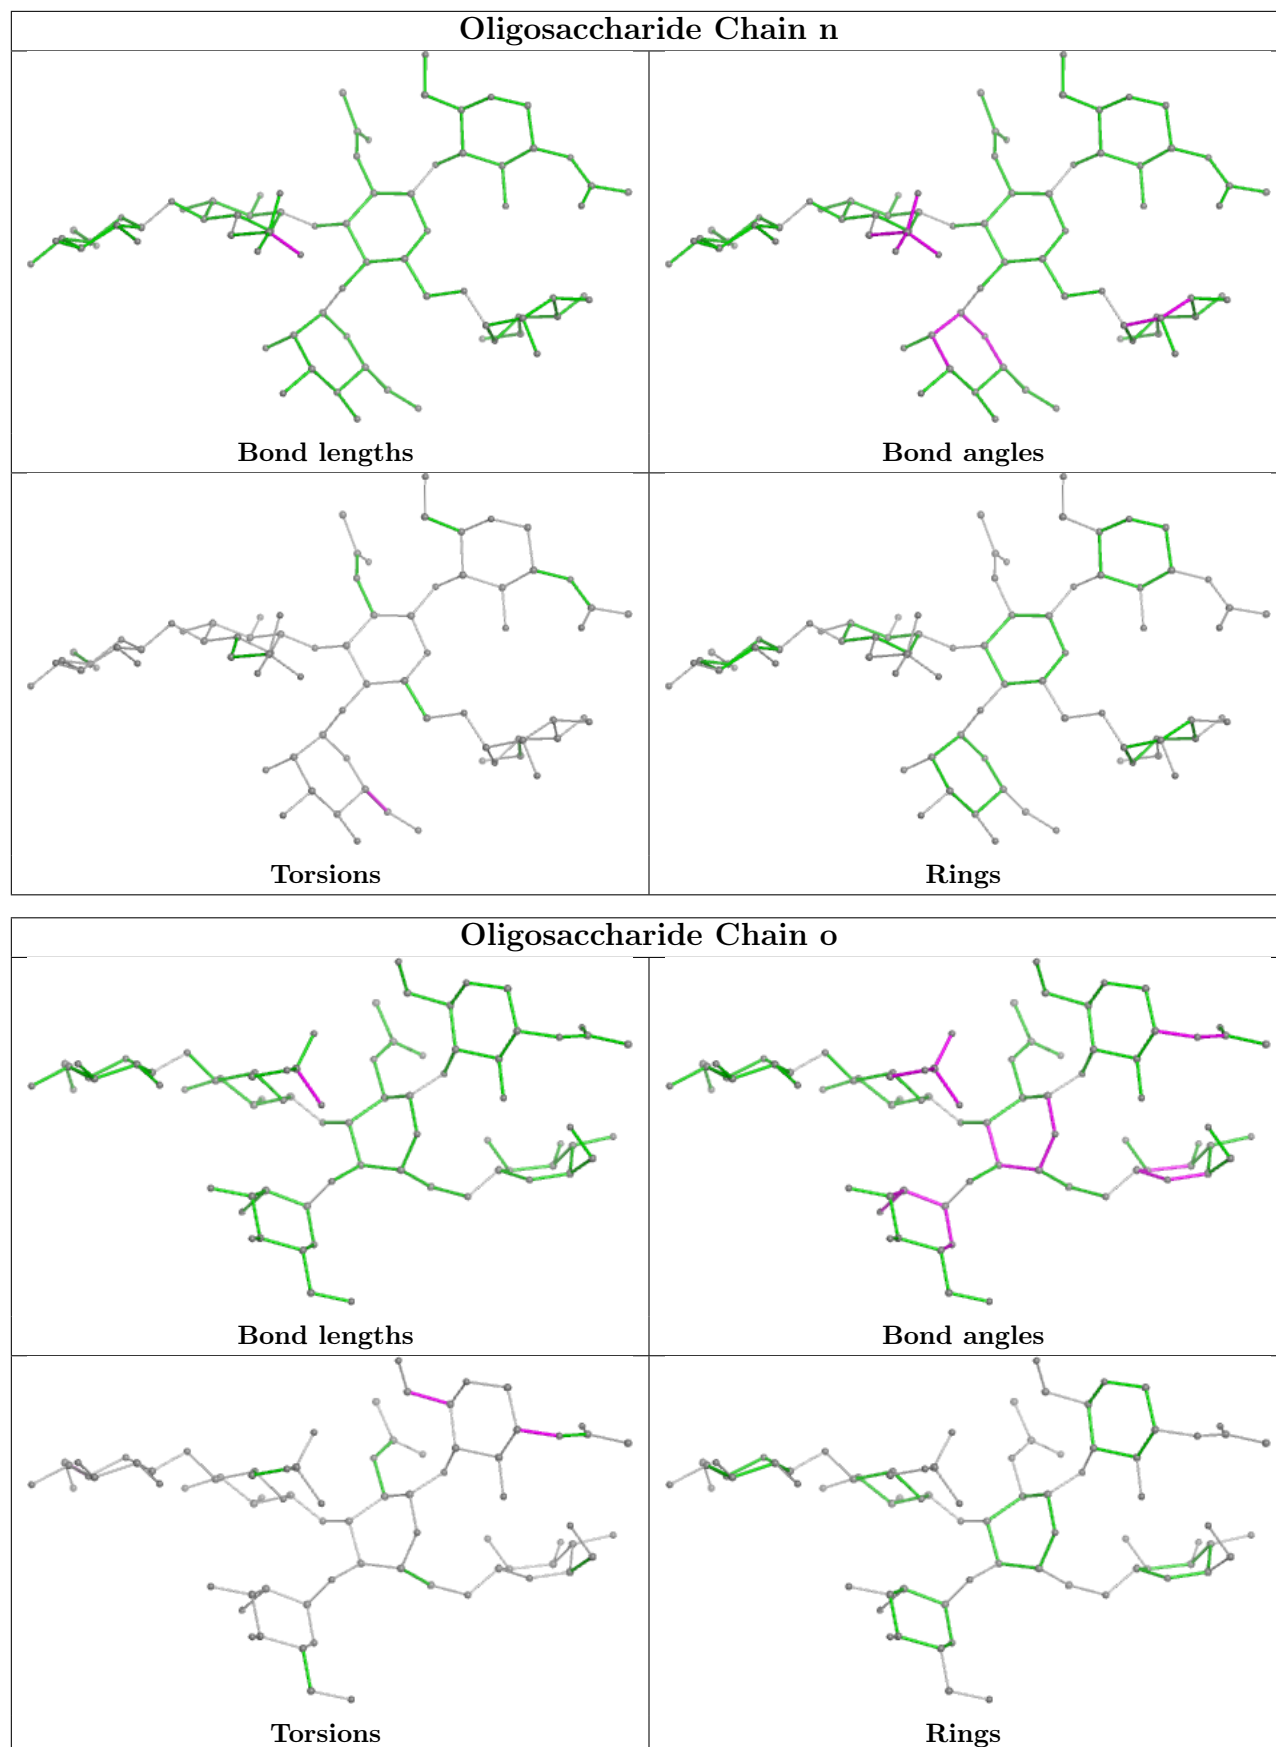 Oligosaccharide Chain n
Bond lengths
Bond angles
Torsions
Rings
Oligosaccharide Chain o
Bond lengths
Bond angles
Torsions
Rings